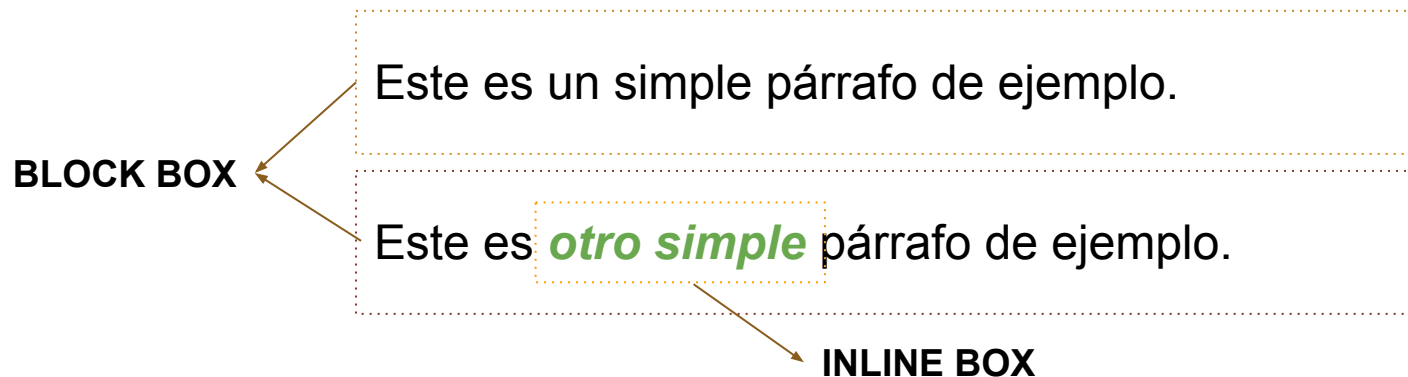 Este es un simple párrafo de ejemplo.
BLOCK BOX
Este es otro simple párrafo de ejemplo.
INLINE BOX